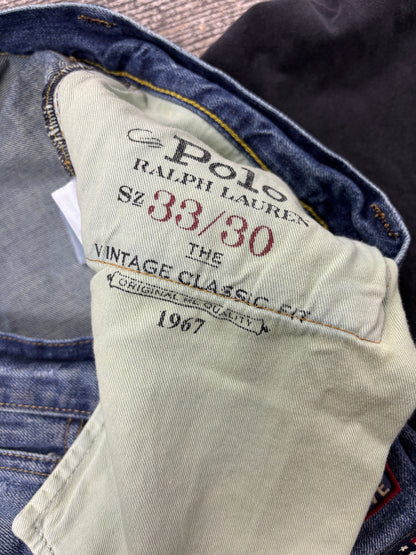 Polo
RALPH LAUREN
Sz 33/30
THE
VINTAGE CLASSIC FIT
ORIGINAL RL QUALITY
1967